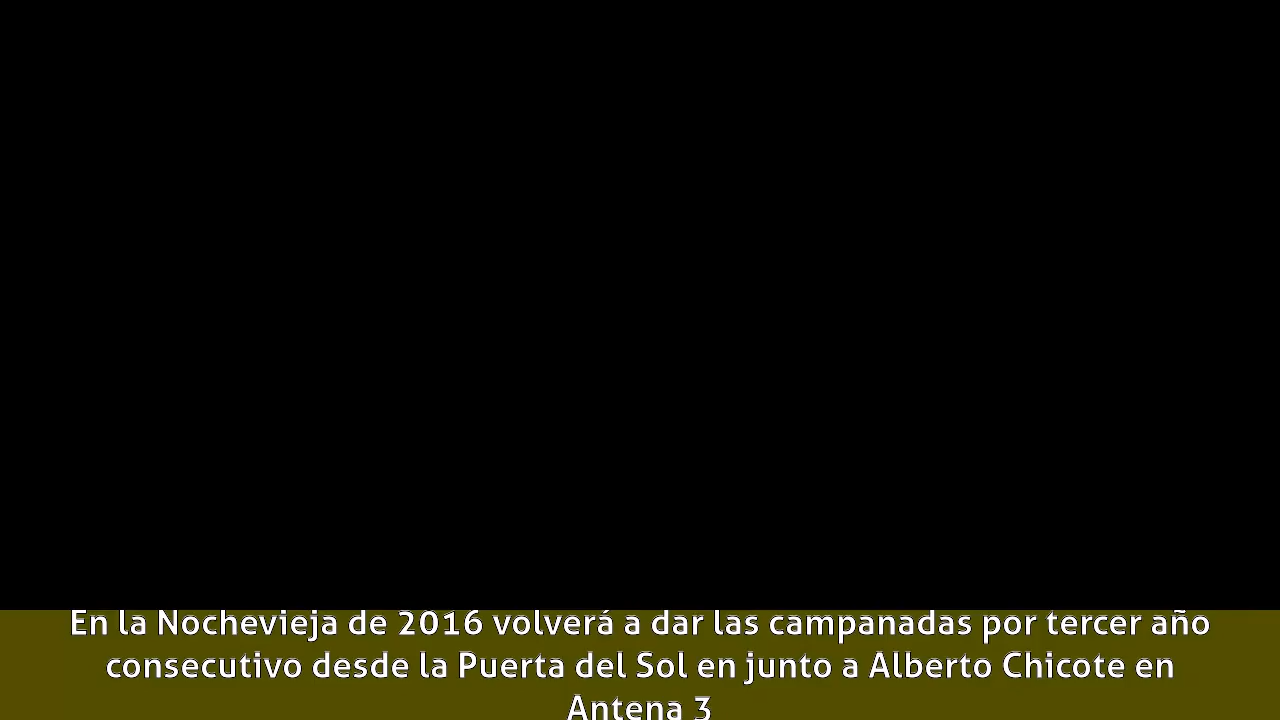 En la Nochevieja de 2016 volverá a dar las campanadas por tercer año
consecutivo desde la Puerta del Sol en junto a Alberto Chicote en
Antena 3